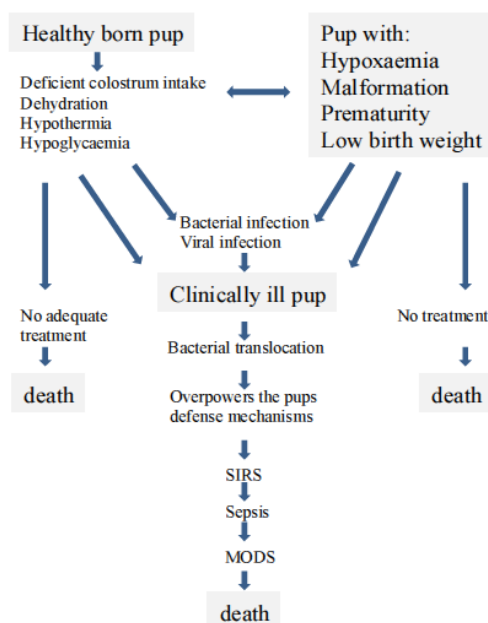 Healthy born pup
Deficient colostrum intake
Dehydration
Hypothermia
Hypoglycaemia
Pup with:
Hypoxaemia
Malformation
Prematurity
Low birth weight
Bacterial infection
Viral infection
Clinically ill pup
No adequate
treatment
death
No treatment
death
Bacterial translocation
Overpowers the pups
defense mechanisms
SIRS
Sepsis
MODS
death